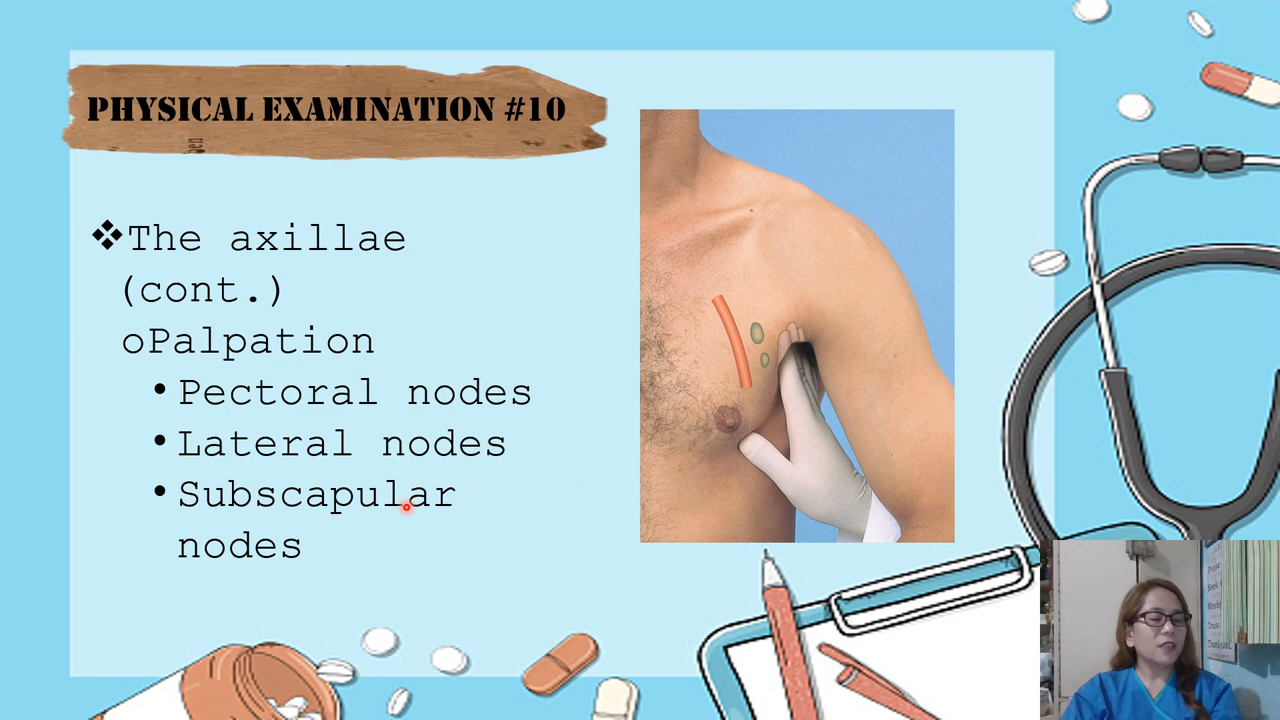 PHYSICAL EXAMINATION #10
❖The axillae
(cont.)
oPalpation
•Pectoral nodes
•Lateral nodes
•Subscapular
nodes